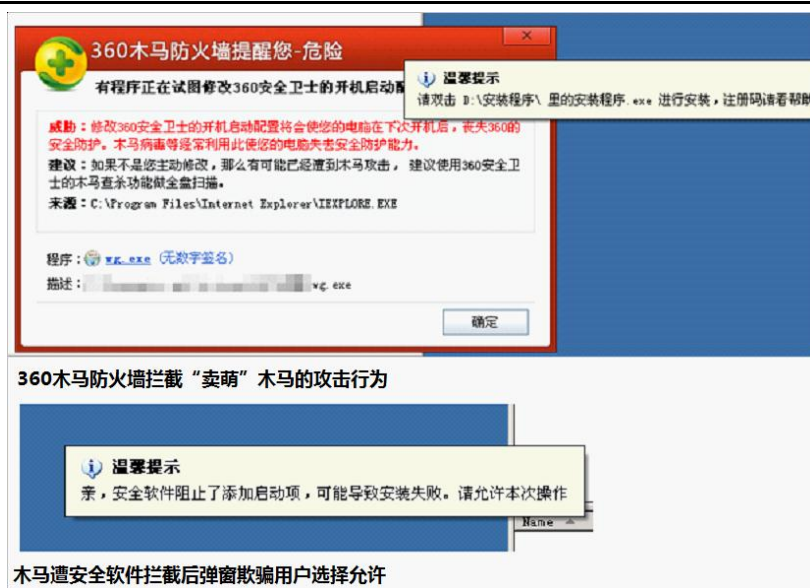 360木马防火墙提醒您-危险
有程序正在试图修改360安全卫士的开机启动配
温馨提示
请双击 D:\安装程序\ 里的安装程序.exe 进行安装，注册码请看帮助
威胁：修改360安全卫士的开机启动配置将会使您的电脑在下次开机后，丧失360的
安全防护。木马病毒等经常利用此使您的电脑失去安全防护能力。
建议：如果不是您主动修改，那么有可能已经遭到木马攻击， 建议使用360安全卫
士的木马查杀功能做全盘扫描。
来源：C:\Program Files\Internet Explorer\IEXPLORE.EXE
程序： wg.exe (无数字签名)
描述： wg.exe
确定
360木马防火墙拦截“卖萌”木马的攻击行为
温馨提示
亲，安全软件阻止了添加启动项，可能导致安装失败。请允许本次操作
Name
木马遭安全软件拦截后弹窗欺骗用户选择允许